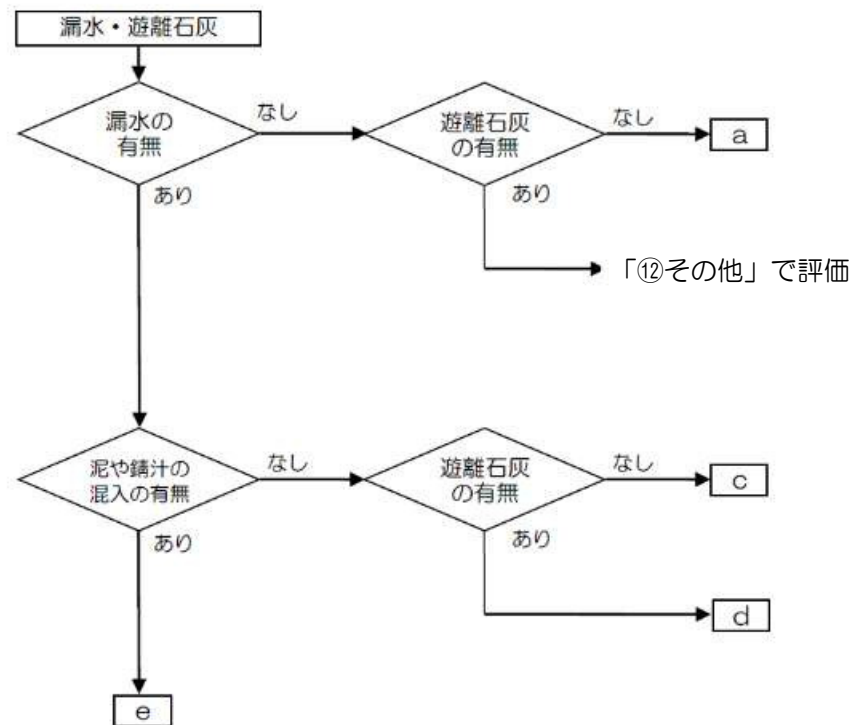 漏水・遊離石灰
漏水の
有無
なし
あり
遊離石灰
の有無
なし
a
あり
「⑫その他」で評価
泥や錆汁の
混入の有無
なし
あり
遊離石灰
の有無
なし
c
あり
d
e